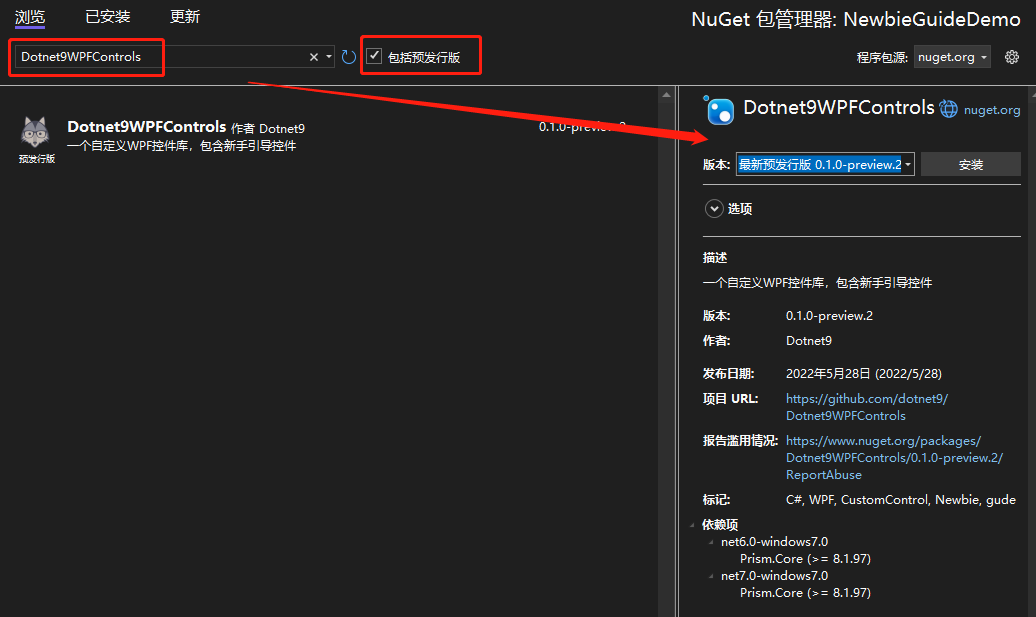 浏览 已安装 更新
NuGet 包管理器: NewbieGuideDemo
Dotnet9WPFControls
包括预发行版
程序包源: nuget.org
Dotnet9WPFControls 作者 Dotnet9
0.1.0-preview.2
一个自定义WPF控件库，包含新手引导控件
预发行版
Dotnet9WPFControls
nuget.org
版本: 最新预发行版 0.1.0-preview.2
安装
选项
描述
一个自定义WPF控件库，包含新手引导控件
版本: 0.1.0-preview.2
作者: Dotnet9
发布日期: 2022年5月28日 (2022/5/28)
项目 URL: https://github.com/dotnet9/
Dotnet9WPFControls
报告滥用情况: https://www.nuget.org/packages/
Dotnet9WPFControls/0.1.0-preview.2/
ReportAbuse
标记: C#, WPF, CustomControl, Newbie, gude
依赖项
net6.0-windows7.0
Prism.Core (>= 8.1.97)
net7.0-windows7.0
Prism.Core (>= 8.1.97)